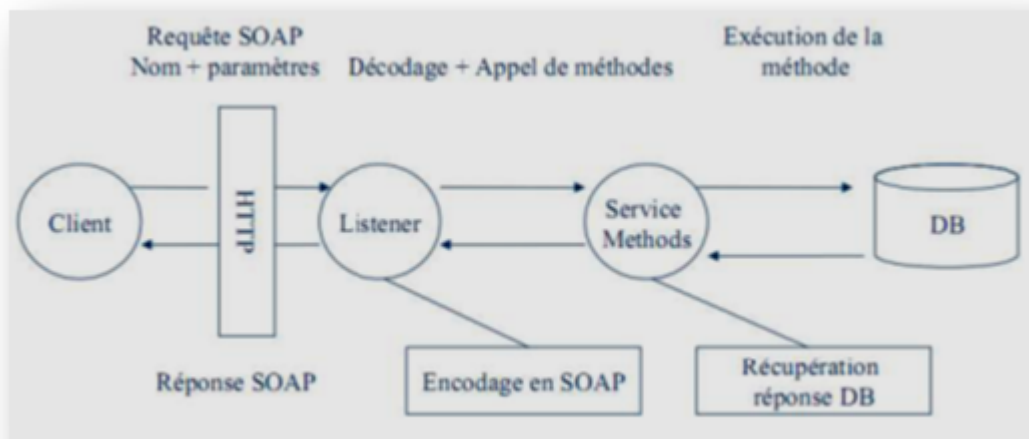 Requête SOAP
Nom + paramètres
Décodage + Appel de méthodes
Exécution de la
méthode
Client
HTTP
Listener
Service
Methods
DB
Réponse SOAP
Encodage en SOAP
Récupération
réponse DB